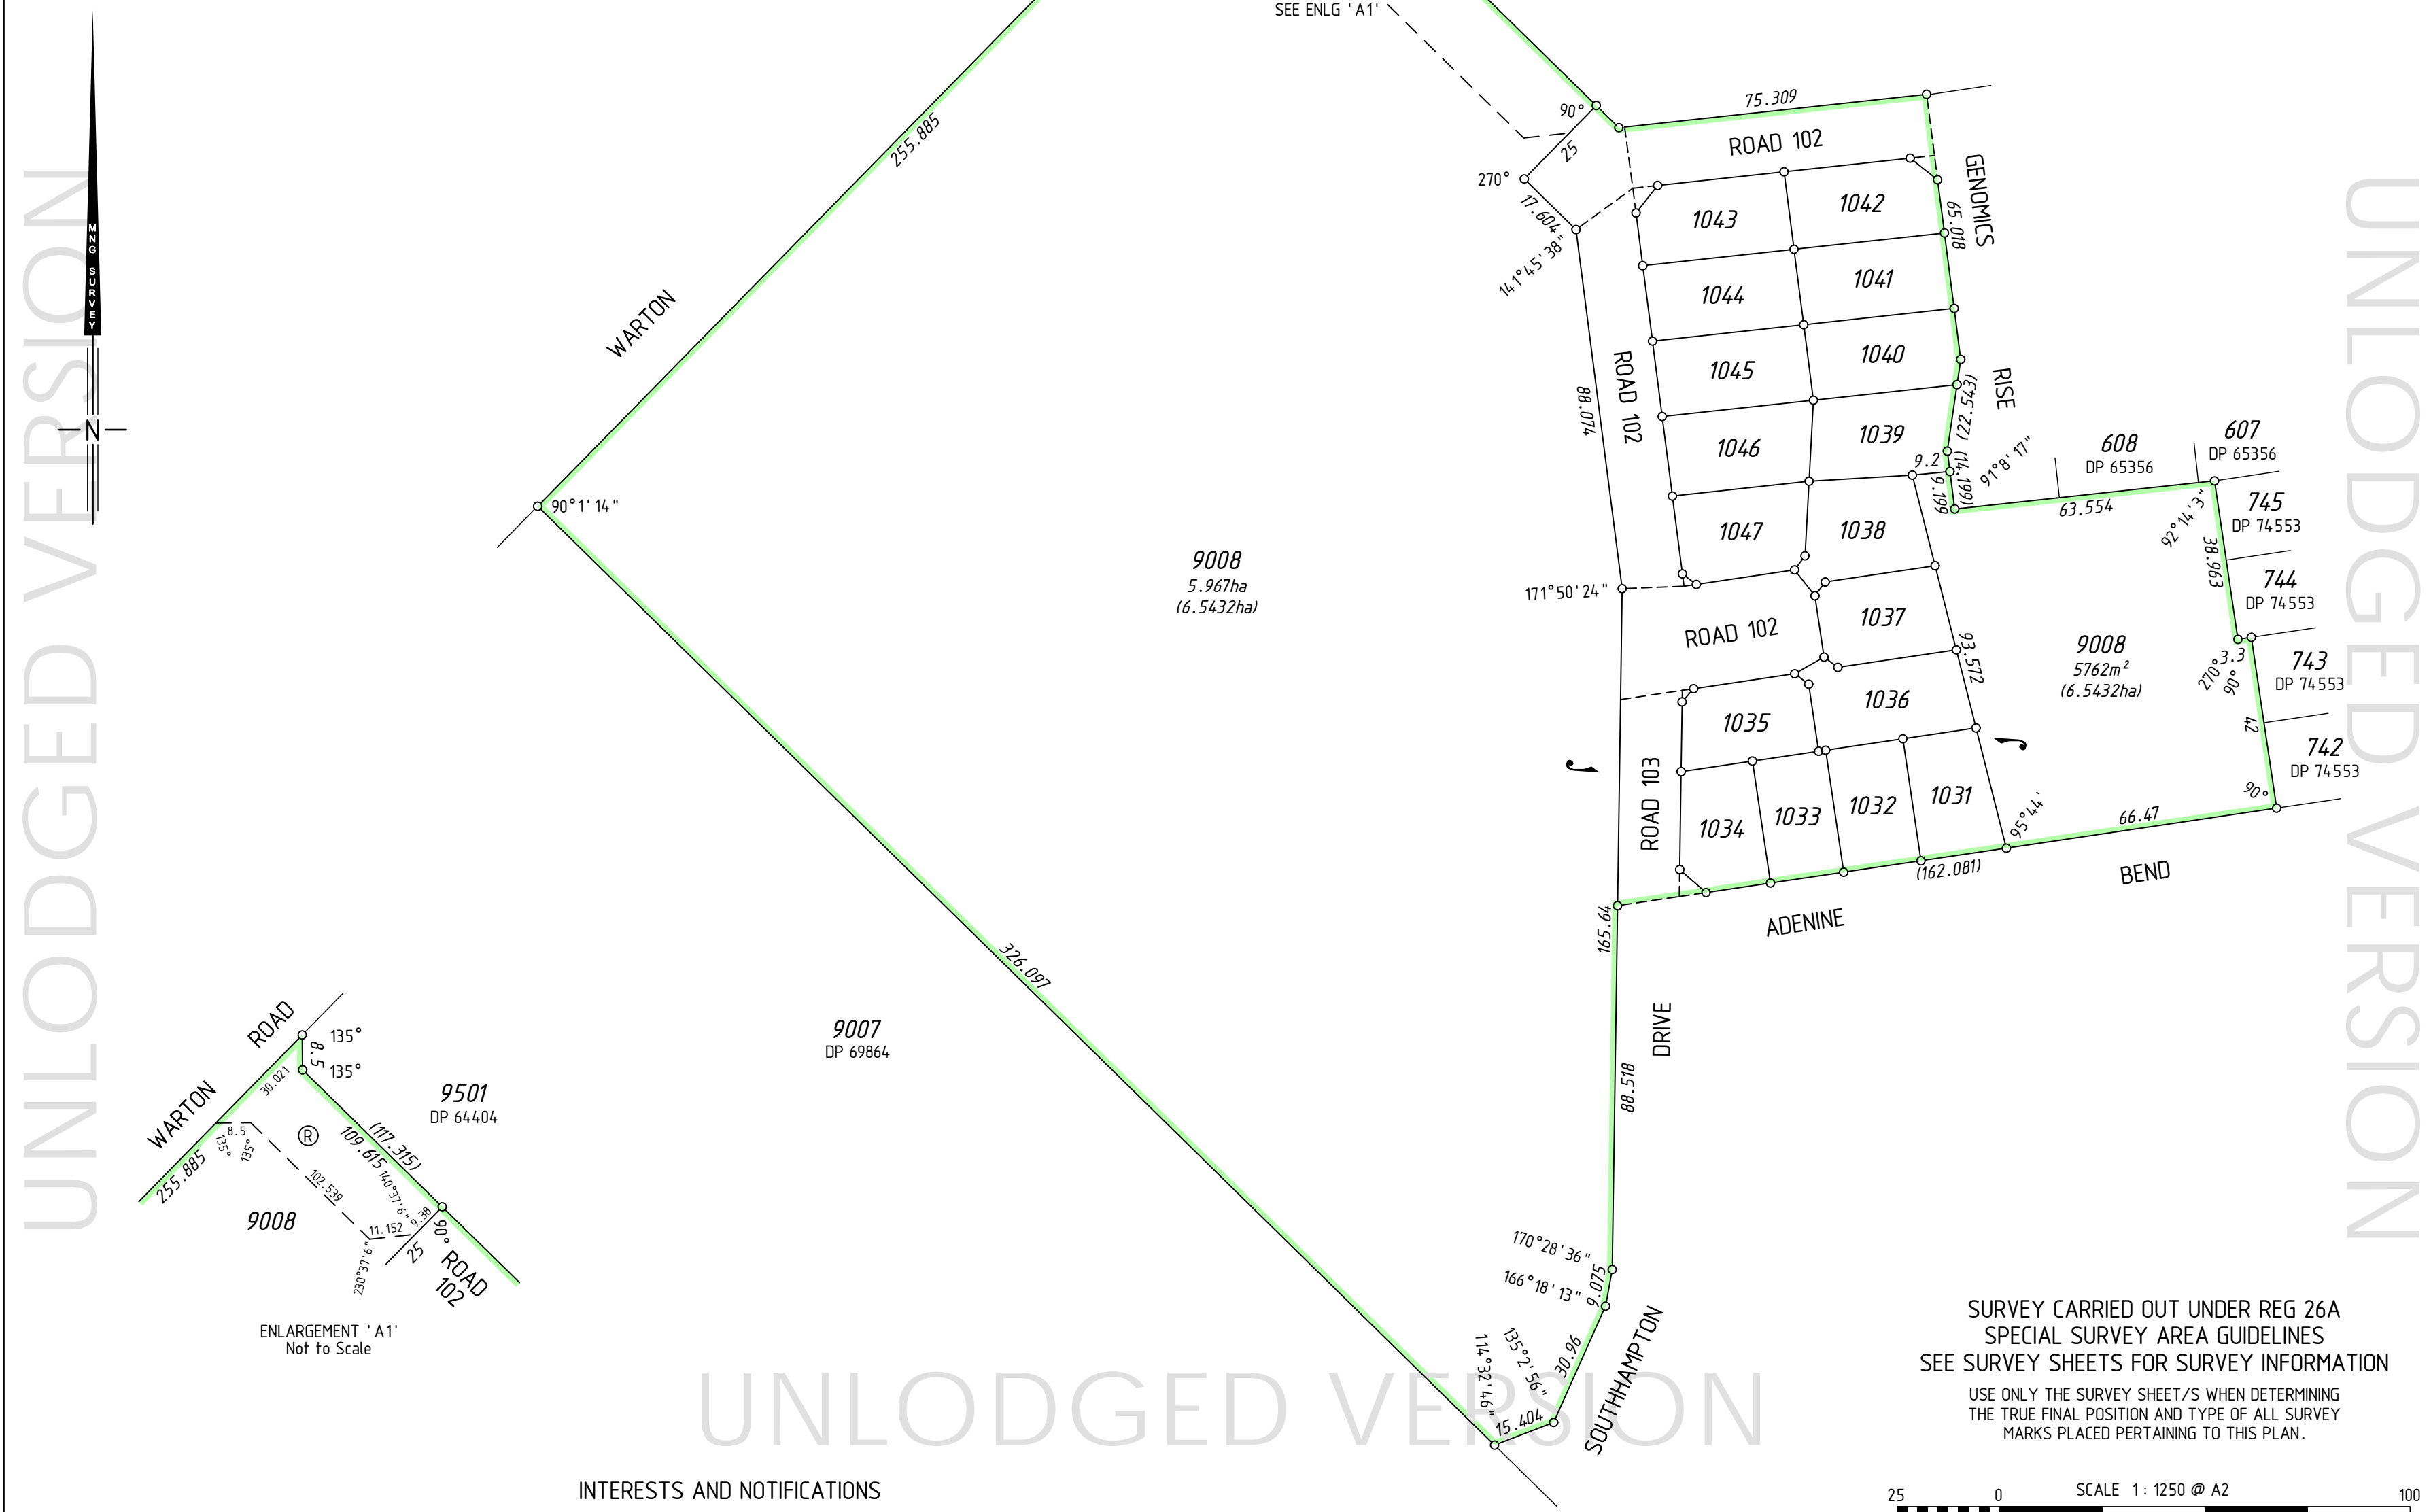 SEE ENLG 'A1'
75.309
90°
ROAD 102
25
255.885
270°
17.604
141°45'38"
GENOMICS
65.018
1043
1042
1044
1041
1045
1040
1046
1039
1047
1038
ROAD 102
88.074
RISE
(22.543)
9.2
(14.199)
9.199
91°8'17"
608
DP 65356
607
DP 65356
63.554
92°14'3"
745
DP 74553
38.963
744
DP 74553
3.3
270°
90°
743
DP 74553
42
742
DP 74553
90°
WARTON
90°1'14"
9008
5.967ha
(6.5432ha)
171°50'24"
ROAD 102
1037
93.572
9008
5762m²
(6.5432ha)
1036
1035
ROAD 103
1034
1033
1032
1031
95°44'
66.47
(162.081)
BEND
ADENINE
165.64
326.097
9007
DP 69864
DRIVE
88.518
170°28'36"
166°18'13"
9.075
135°2'56"
114°32'46"
30.96
15.404
SOUTHHAMPTON
MNG SURVEY
N
ROAD
135°
8.5
135°
30.021
WARTON
9501
DP 64404
8.5
135°
135°
®
(117.315)
109.615
140°37'6"
255.885
102.539
9008
11.152
9.38
90°
25
230°37'6"
ROAD
102
ENLARGEMENT 'A1'
Not to Scale
SURVEY CARRIED OUT UNDER REG 26A
SPECIAL SURVEY AREA GUIDELINES
SEE SURVEY SHEETS FOR SURVEY INFORMATION
USE ONLY THE SURVEY SHEET/S WHEN DETERMINING
THE TRUE FINAL POSITION AND TYPE OF ALL SURVEY
MARKS PLACED PERTAINING TO THIS PLAN.
INTERESTS AND NOTIFICATIONS
SCALE 1:1250 @ A2
25 0 100
UNLODGED VERSION
UNLODGED VERSION
UNLODGED VERSION